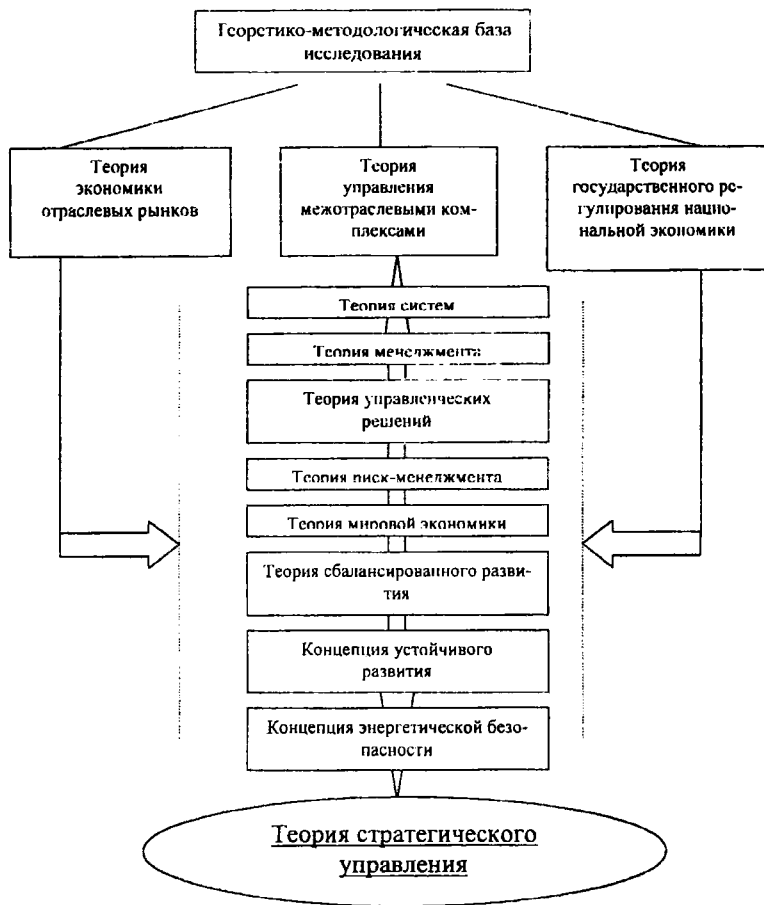 Теоретико-методологическая база
исследования
Теория
экономики
отраслевых рынков
Теория
управления
межотраслевыми ком-
плексами
Теория
государственного ре-
гулирования нацио-
нальной экономики
Теория систем
Теория менеджмента
Теория управленческих
решений
Теория риск-менеджмента
Теория мировой экономики
Теория сбалансированного разви-
тия
Концепция устойчивого
развития
Концепция энергетической безо-
пасности
Теория стратегического
управления